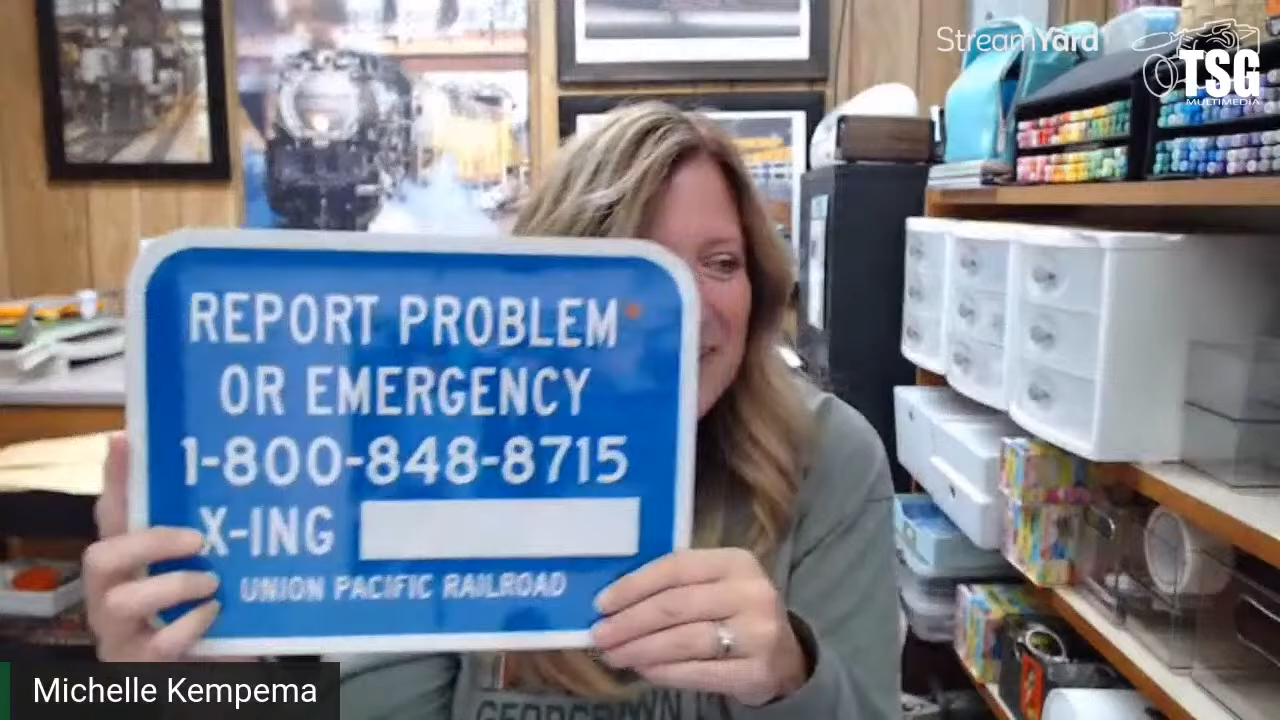 StreamYard
TSG
MULTIMEDIA
REPORT PROBLEM
OR EMERGENCY
1-800-848-8715
X-ING
UNION PACIFIC RAILROAD
Michelle Kempema